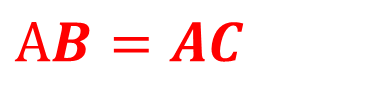 AB = AC